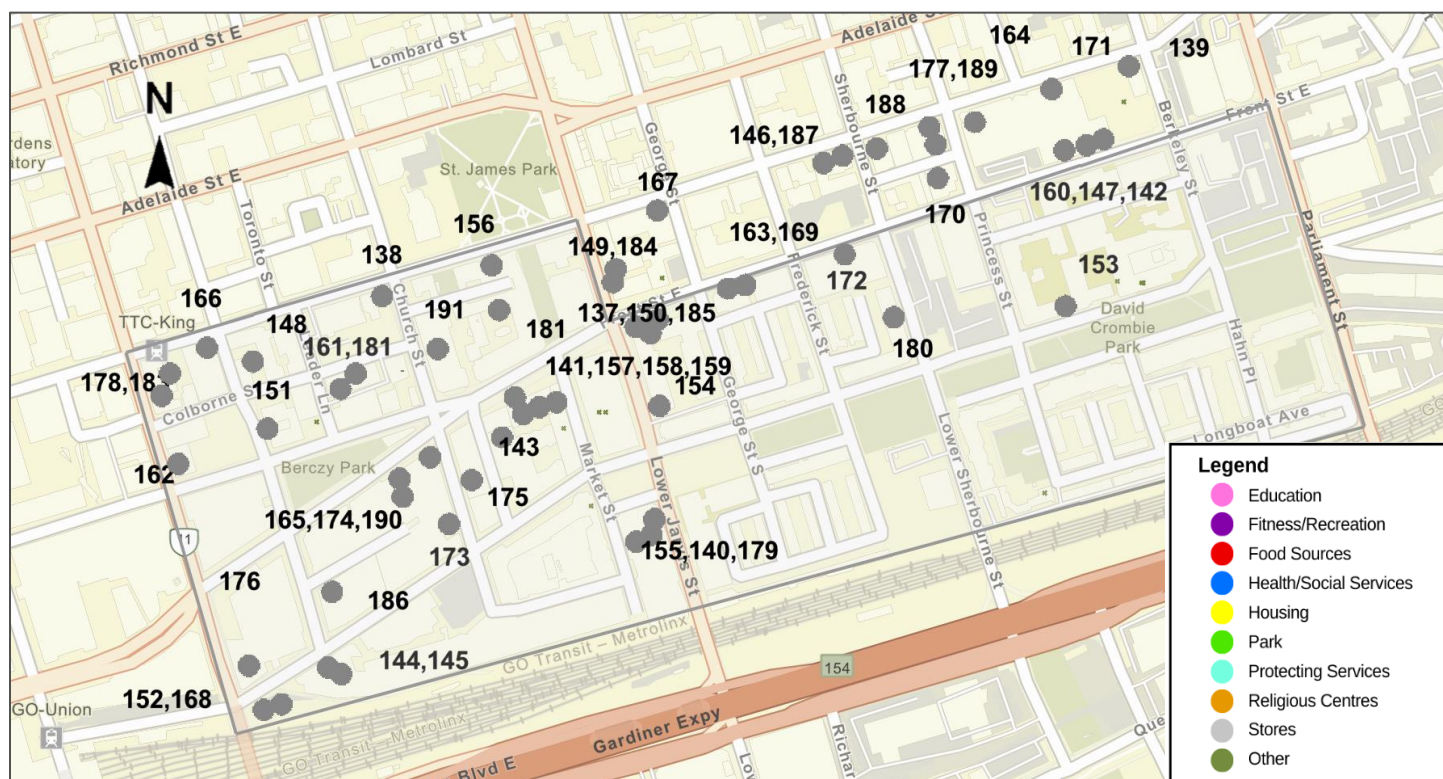 Richmond St E
Lombard St
Adelaide St E
164
171
139
177,189
N
Sherbourne St
188
Front St E
rdens
atory
George St
146,187
Berkeley St
St. James Park
Adelaide St E
167
Toronto St
160,147,142
156
170
Parliament St
149,184
163,169
Princess St
138
Frederick St
172
153
166
Church St
191
David
Crombie
Park
TTC-King
148
137,150,185
161,181
181
180
Hahn Pl
141,157,158,159
178,18
151
154
Colborne S
George St S
Longboat Ave
143
Market St
Lower Sherbourne St
Berczy Park
162
175
Lower Jarvis St
165,174,190
11
155,140,179
173
176
186
GO Transit – Metrolinx
144,145
154
152,168
GO-Union
Gardiner Expy
GO Transit - Metrolinx
Blvd E
Legend
Education
Fitness/Recreation
Food Sources
Health/Social Services
Housing
Park
Protecting Services
Religious Centres
Stores
Other